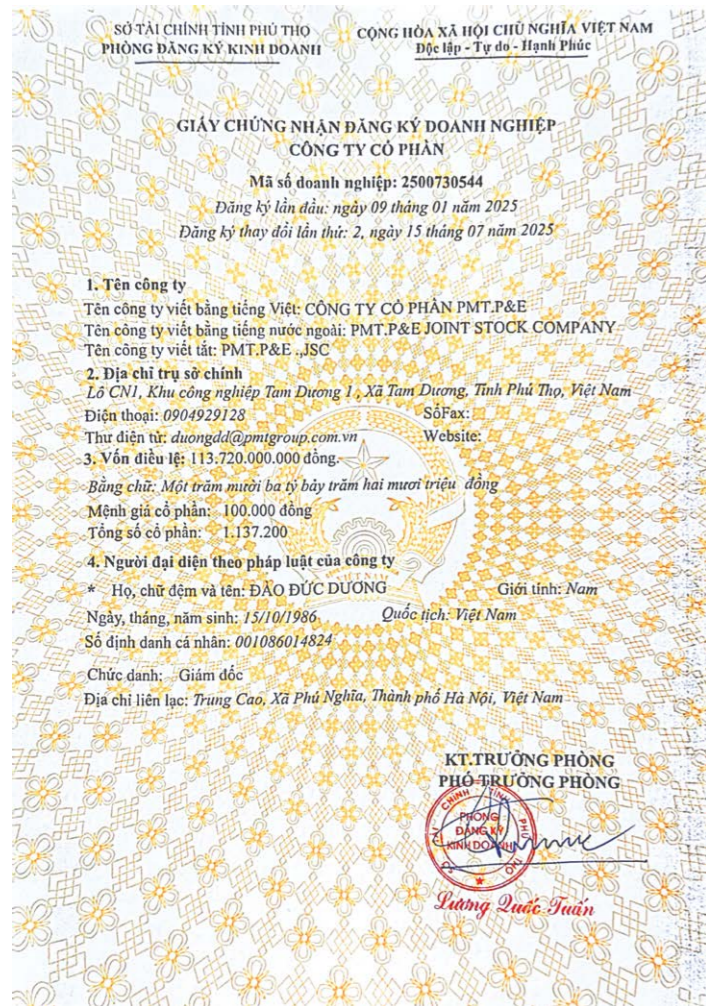 SỞ TÀI CHÍNH TỈNH PHÚ THỌ
PHÒNG ĐĂNG KÝ KINH DOANH
CỘNG HÒA XÃ HỘI CHỦ NGHĨA VIỆT NAM
Độc lập - Tự do - Hạnh Phúc
GIẤY CHỨNG NHẬN ĐĂNG KÝ DOANH NGHIỆP
CÔNG TY CỔ PHẦN
Mã số doanh nghiệp: 2500730544
Đăng ký lần đầu: ngày 09 tháng 01 năm 2025
Đăng ký thay đổi lần thứ: 2, ngày 15 tháng 07 năm 2025
1. Tên công ty
Tên công ty viết bằng tiếng Việt: CÔNG TY CỔ PHẦN PMT.P&E
Tên công ty viết bằng tiếng nước ngoài: PMT.P&E JOINT STOCK COMPANY
Tên công ty viết tắt: PMT.P&E .,JSC
2. Địa chỉ trụ sở chính
Lô CN1, Khu công nghiệp Tam Dương 1 , Xã Tam Dương, Tỉnh Phú Thọ, Việt Nam
Điện thoại: 0904929128 SốFax:
Thư điện tử: duongdd@pmtgroup.com.vn Website:
3. Vốn điều lệ: 113.720.000.000 đồng.
Bằng chữ: Một trăm mười ba tỷ bảy trăm hai mươi triệu đồng
Mệnh giá cổ phần: 100.000 đồng
Tổng số cổ phần: 1.137.200
4. Người đại diện theo pháp luật của công ty
* Họ, chữ đệm và tên: ĐÀO ĐỨC DƯƠNG Giới tính: Nam
Ngày, tháng, năm sinh: 15/10/1986 Quốc tịch: Việt Nam
Số định danh cá nhân: 001086014824
Chức danh: Giám đốc
Địa chỉ liên lạc: Trung Cao, Xã Phú Nghĩa, Thành phố Hà Nội, Việt Nam
KT.TRƯỞNG PHÒNG
PHÓ TRƯỞNG PHÒNG
PHÒNG
ĐĂNG KÝ
KINH DOANH
Lương Quốc Tuấn